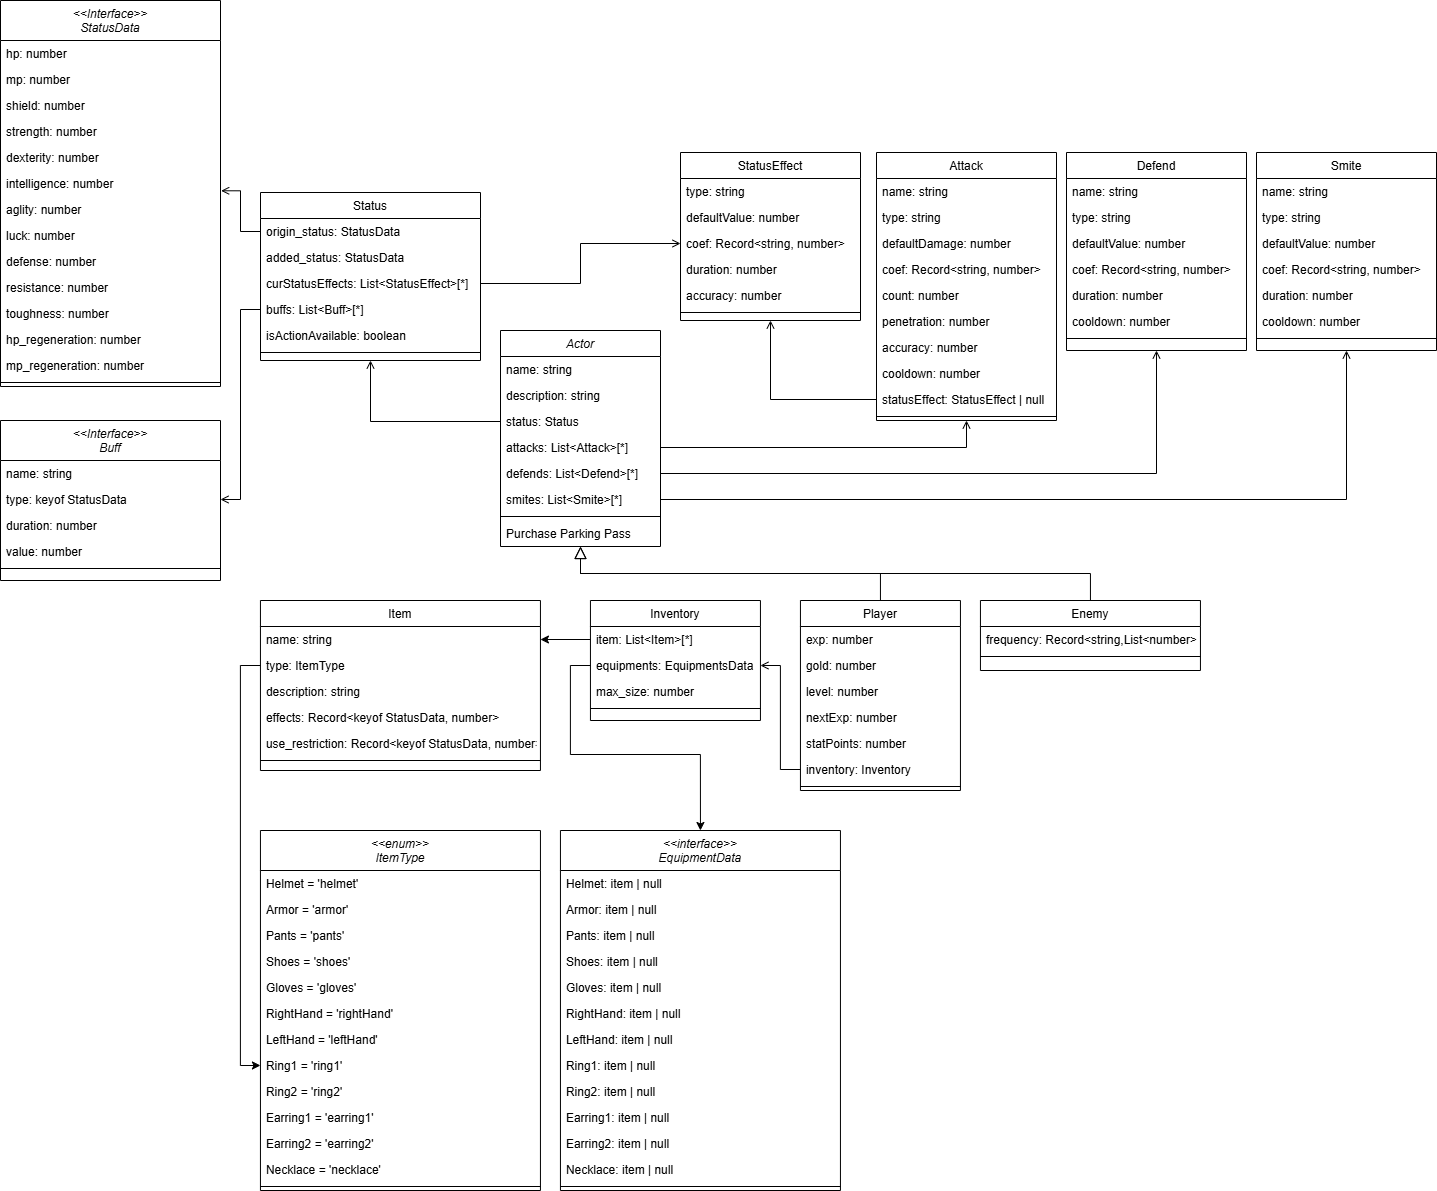 <<Interface>>
StatusData
hp: number
mp: number
shield: number
strength: number
dexterity: number
intelligence: number
aglity: number
luck: number
defense: number
resistance: number
toughness: number
hp_regeneration: number
mp_regeneration: number
<<Interface>>
Buff
name: string
type: keyof StatusData
duration: number
value: number
Status
origin_status: StatusData
added_status: StatusData
curStatusEffects: List<StatusEffect>[*]
buffs: List<Buff>[*]
isActionAvailable: boolean
Actor
name: string
description: string
status: Status
attacks: List<Attack>[*]
defends: List<Defend>[*]
smites: List<Smite>[*]
Purchase Parking Pass
StatusEffect
type: string
defaultValue: number
coef: Record<string, number>
duration: number
accuracy: number
Attack
name: string
type: string
defaultDamage: number
coef: Record<string, number>
count: number
penetration: number
accuracy: number
cooldown: number
statusEffect: StatusEffect | null
Defend
name: string
type: string
defaultValue: number
coef: Record<string, number>
duration: number
cooldown: number
Smite
name: string
type: string
defaultValue: number
coef: Record<string, number>
duration: number
cooldown: number
Item
name: string
type: ItemType
description: string
effects: Record<keyof StatusData, number>
use_restriction: Record<keyof StatusData, number
Inventory
item: List<Item>[*]
equipments: EquipmentsData
max_size: number
Player
exp: number
gold: number
level: number
nextExp: number
statPoints: number
inventory: Inventory
Enemy
frequency: Record<string,List<number>
<<enum>>
ItemType
Helmet = 'helmet'
Armor = 'armor'
Pants = 'pants'
Shoes = 'shoes'
Gloves = 'gloves'
RightHand = 'rightHand'
LeftHand = 'leftHand'
Ring1 = 'ring1'
Ring2 = 'ring2'
Earring1 = 'earring1'
Earring2 = 'earring2'
Necklace = 'necklace'
<<interface>>
EquipmentData
Helmet: item | null
Armor: item | null
Pants: item | null
Shoes: item | null
Gloves: item | null
RightHand: item | null
LeftHand: item | null
Ring1: item | null
Ring2: item | null
Earring1: item | null
Earring2: item | null
Necklace: item | null